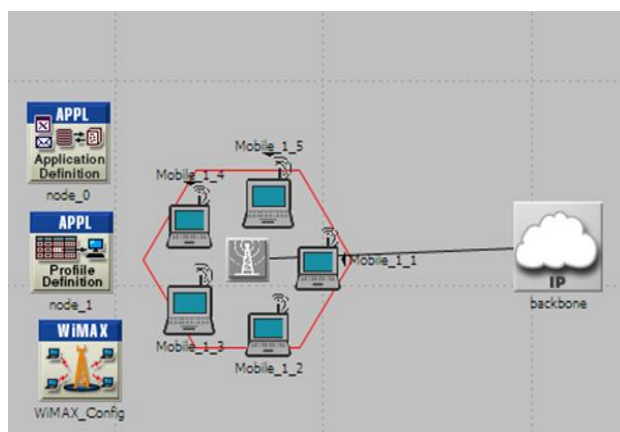 APPL
Application
Definition
node_0
APPL
Profile
Definition
node_1
WiMAX
WiMAX_Config
Mobile_1_5
Mobile_1_4
Mobile_1_1
Mobile_1_3
Mobile_1_2
IP
backbone